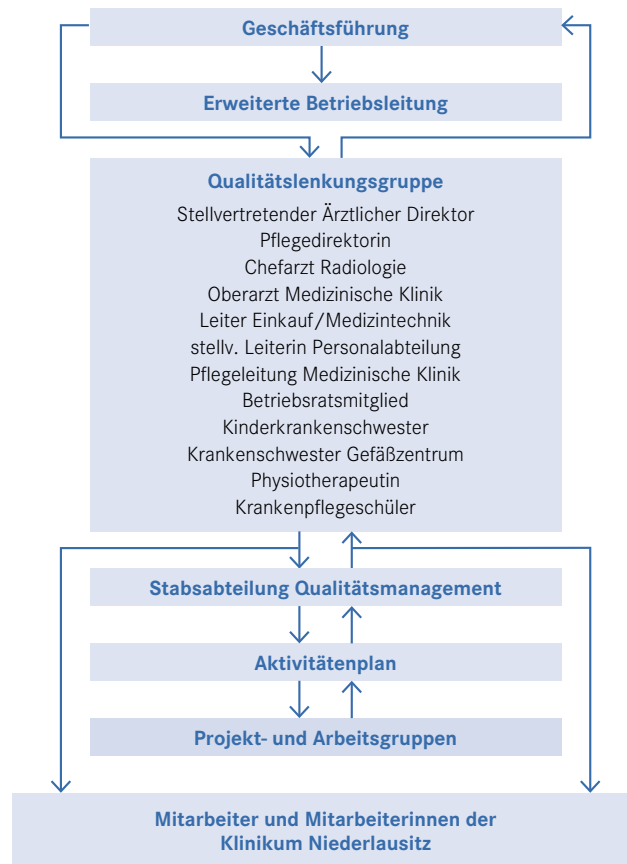 Geschäftsführung
Erweiterte Betriebsleitung
Qualitätslenkungsgruppe
Stellvertretender Ärztlicher Direktor
Pflegedirektorin
Chefarzt Radiologie
Oberarzt Medizinische Klinik
Leiter Einkauf/Medizintechnik
stellv. Leiterin Personalabteilung
Pflegeleitung Medizinische Klinik
Betriebsratsmitglied
Kinderkrankenschwester
Krankenschwester Gefäßzentrum
Physiotherapeutin
Krankenpflegeschüler
Stabsabteilung Qualitätsmanagement
Aktivitätenplan
Projekt- und Arbeitsgruppen
Mitarbeiter und Mitarbeiterinnen der
Klinikum Niederlausitz